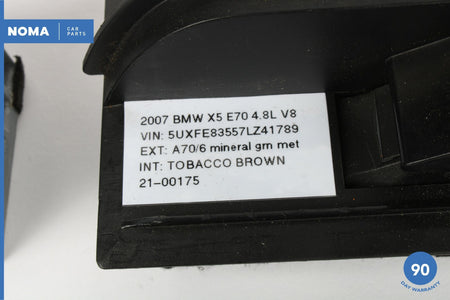 NOMA CAR PARTS
2007 BMW X5 E70 4.8L V8
VIN: 5UXFE83557LZ41789
EXT: A70/6 mineral grn met
INT: TOBACCO BROWN
21-00175
90
DAY WARRANTY